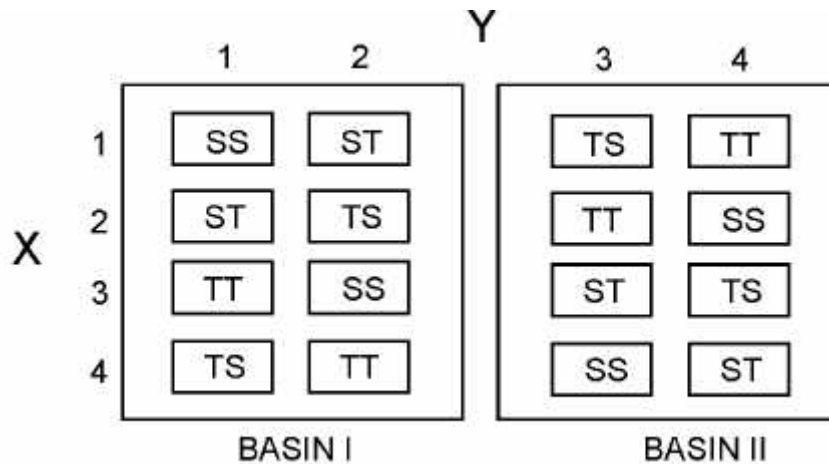 Y
1 2 3 4
1 SS ST TS TT
2 ST TS TT SS
X
3 TT SS ST TS
4 TS TT SS ST
BASIN I BASIN II